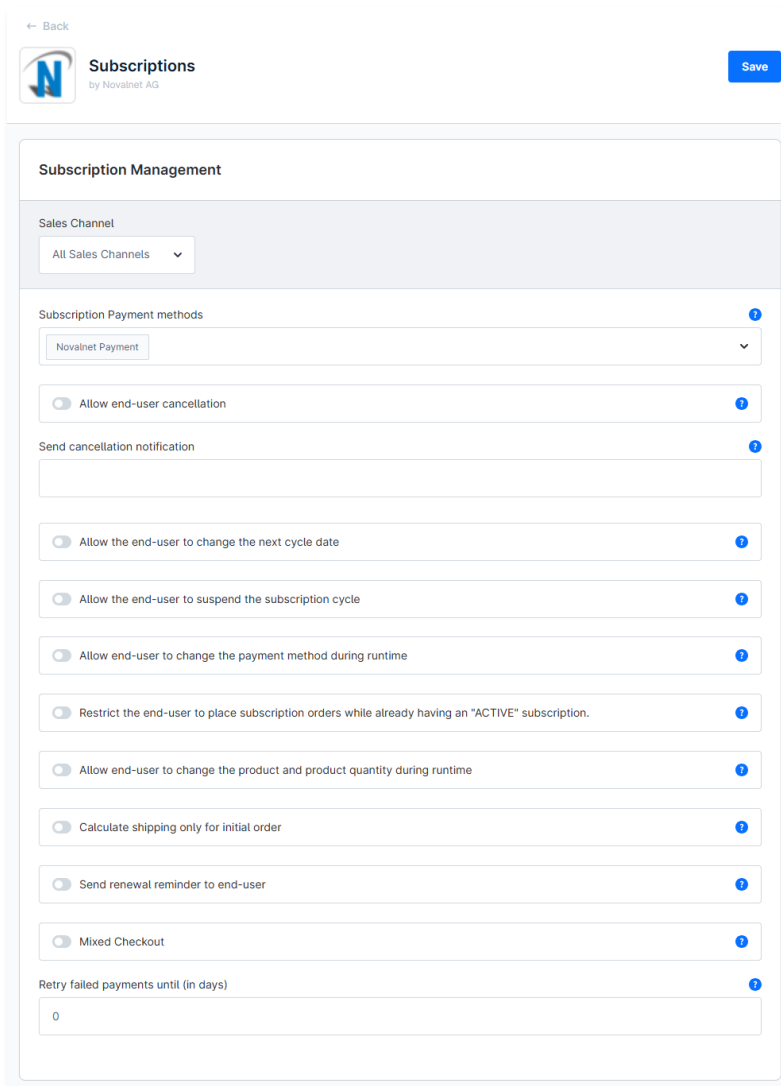 ← Back
N
Subscriptions
by Novalnet AG
Save
Subscription Management
Sales Channel
All Sales Channels
Subscription Payment methods
?
Novalnet Payment
Allow end-user cancellation
?
Send cancellation notification
?
Allow the end-user to change the next cycle date
?
Allow the end-user to suspend the subscription cycle
?
Allow end-user to change the payment method during runtime
?
Restrict the end-user to place subscription orders while already having an "ACTIVE" subscription.
?
Allow end-user to change the product and product quantity during runtime
?
Calculate shipping only for initial order
?
Send renewal reminder to end-user
?
Mixed Checkout
?
Retry failed payments until (in days)
?
0